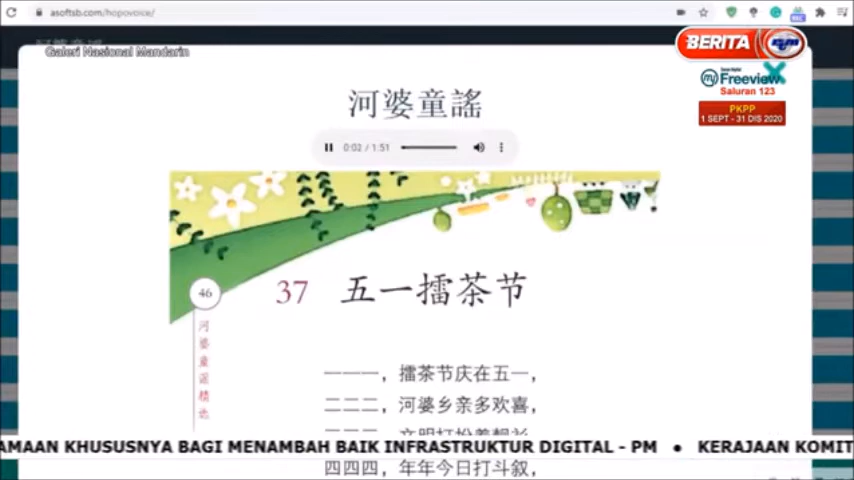 asoftsb.com/hopovoice/
Galeri Nasional Mandarin
BERITA
Freeview
Saluran 123
PKPP
1 SEPT - 31 DIS 2020
河婆童謠
0:02 / 1:51
46
37 五一擂茶节
河婆童谣精选
一一一，擂茶节庆在五一，
二二二，河婆乡亲多欢喜，
AMAAN KHUSUSNYA BAGI MENAMBAH BAIK INFRASTRUKTUR DIGITAL - PM ● KERAJAAN KOMIT
四四四，年年今日打斗叙，